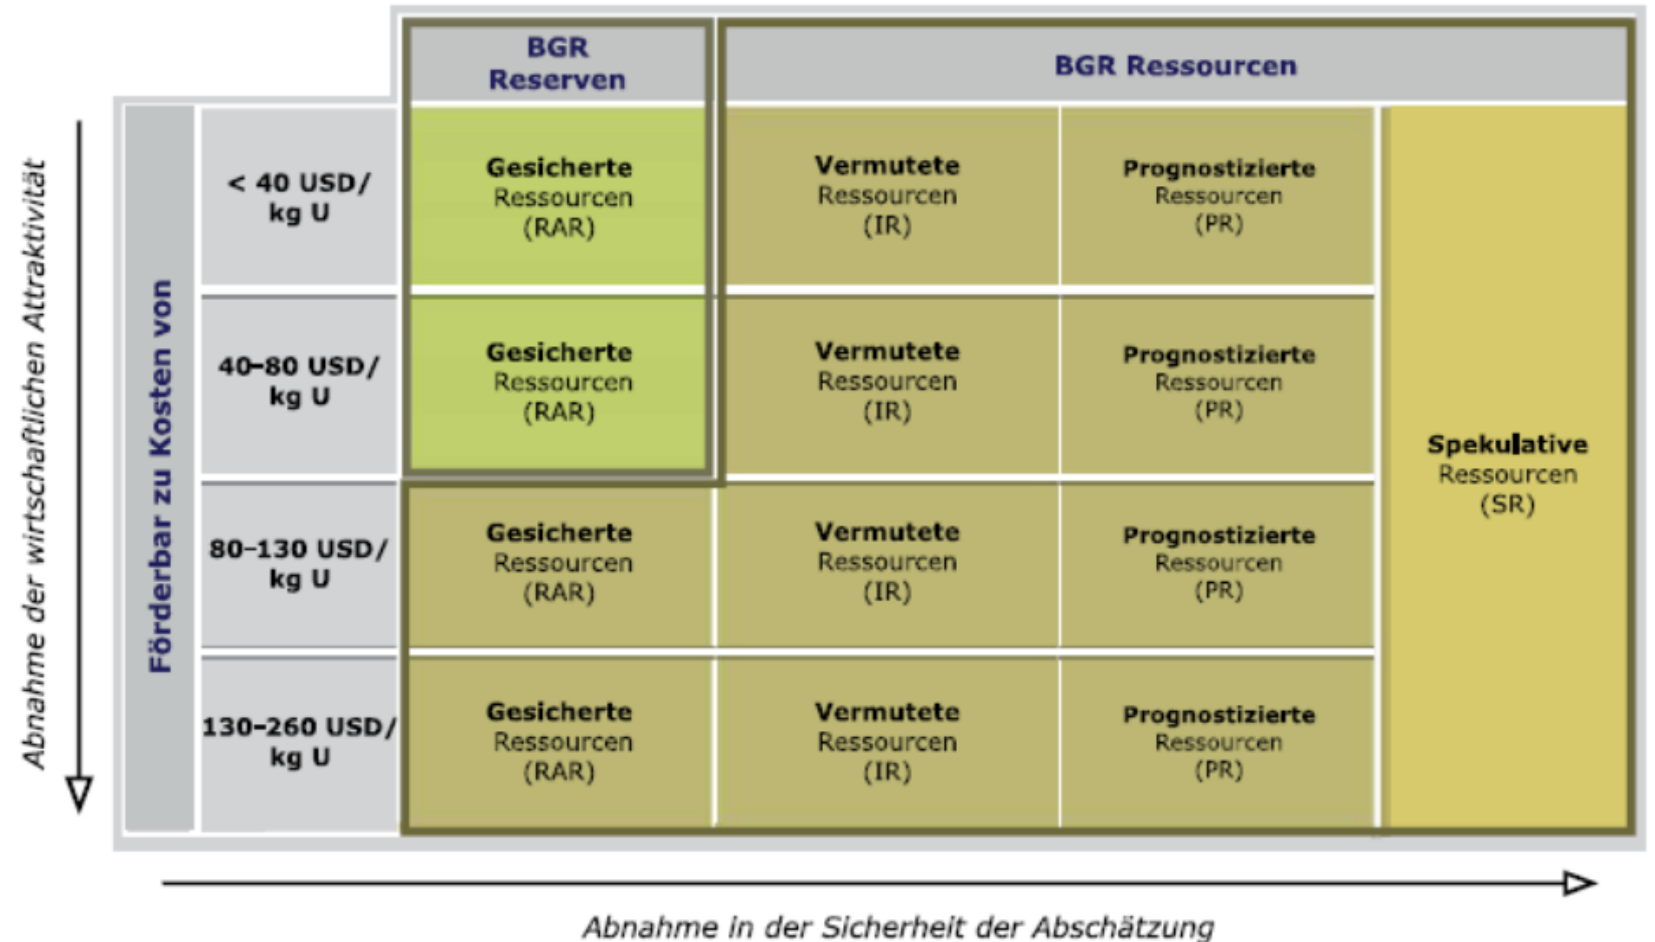 BGR
Reserven
BGR Ressourcen
Abnahme der wirtschaftlichen Attraktivität
Förderbar zu Kosten von
< 40 USD/
kg U
Gesicherte
Ressourcen
(RAR)
Vermutete
Ressourcen
(IR)
Prognostizierte
Ressourcen
(PR)
40–80 USD/
kg U
Gesicherte
Ressourcen
(RAR)
Vermutete
Ressourcen
(IR)
Prognostizierte
Ressourcen
(PR)
Spekulative
Ressourcen
(SR)
80–130 USD/
kg U
Gesicherte
Ressourcen
(RAR)
Vermutete
Ressourcen
(IR)
Prognostizierte
Ressourcen
(PR)
130–260 USD/
kg U
Gesicherte
Ressourcen
(RAR)
Vermutete
Ressourcen
(IR)
Prognostizierte
Ressourcen
(PR)
Abnahme in der Sicherheit der Abschätzung